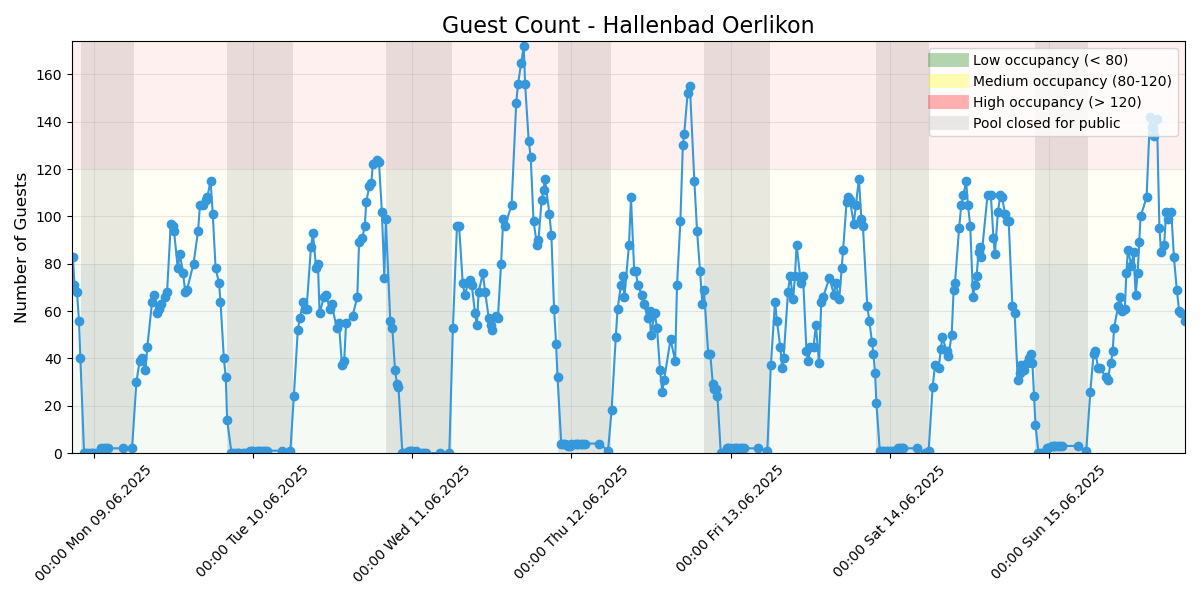 Guest Count - Hallenbad Oerlikon
Number of Guests
160
140
120
100
80
60
40
20
0
Low occupancy (< 80)
Medium occupancy (80-120)
High occupancy (> 120)
Pool closed for public
00:00 Mon 09.06.2025
00:00 Tue 10.06.2025
00:00 Wed 11.06.2025
00:00 Thu 12.06.2025
00:00 Fri 13.06.2025
00:00 Sat 14.06.2025
00:00 Sun 15.06.2025